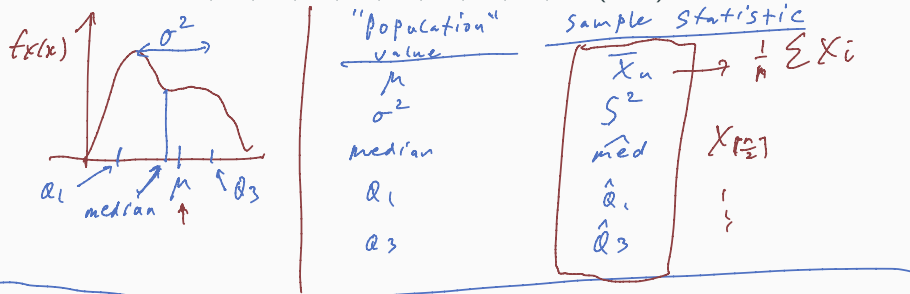 fx(x)
σ²
Q1
median
μ
Q3
"Population" value
sample statistic
μ
X̄n → 1/n ΣXi
σ²
S²
median
m̂ed
X[n/2]
Q1
Q̂1
Q3
Q̂3